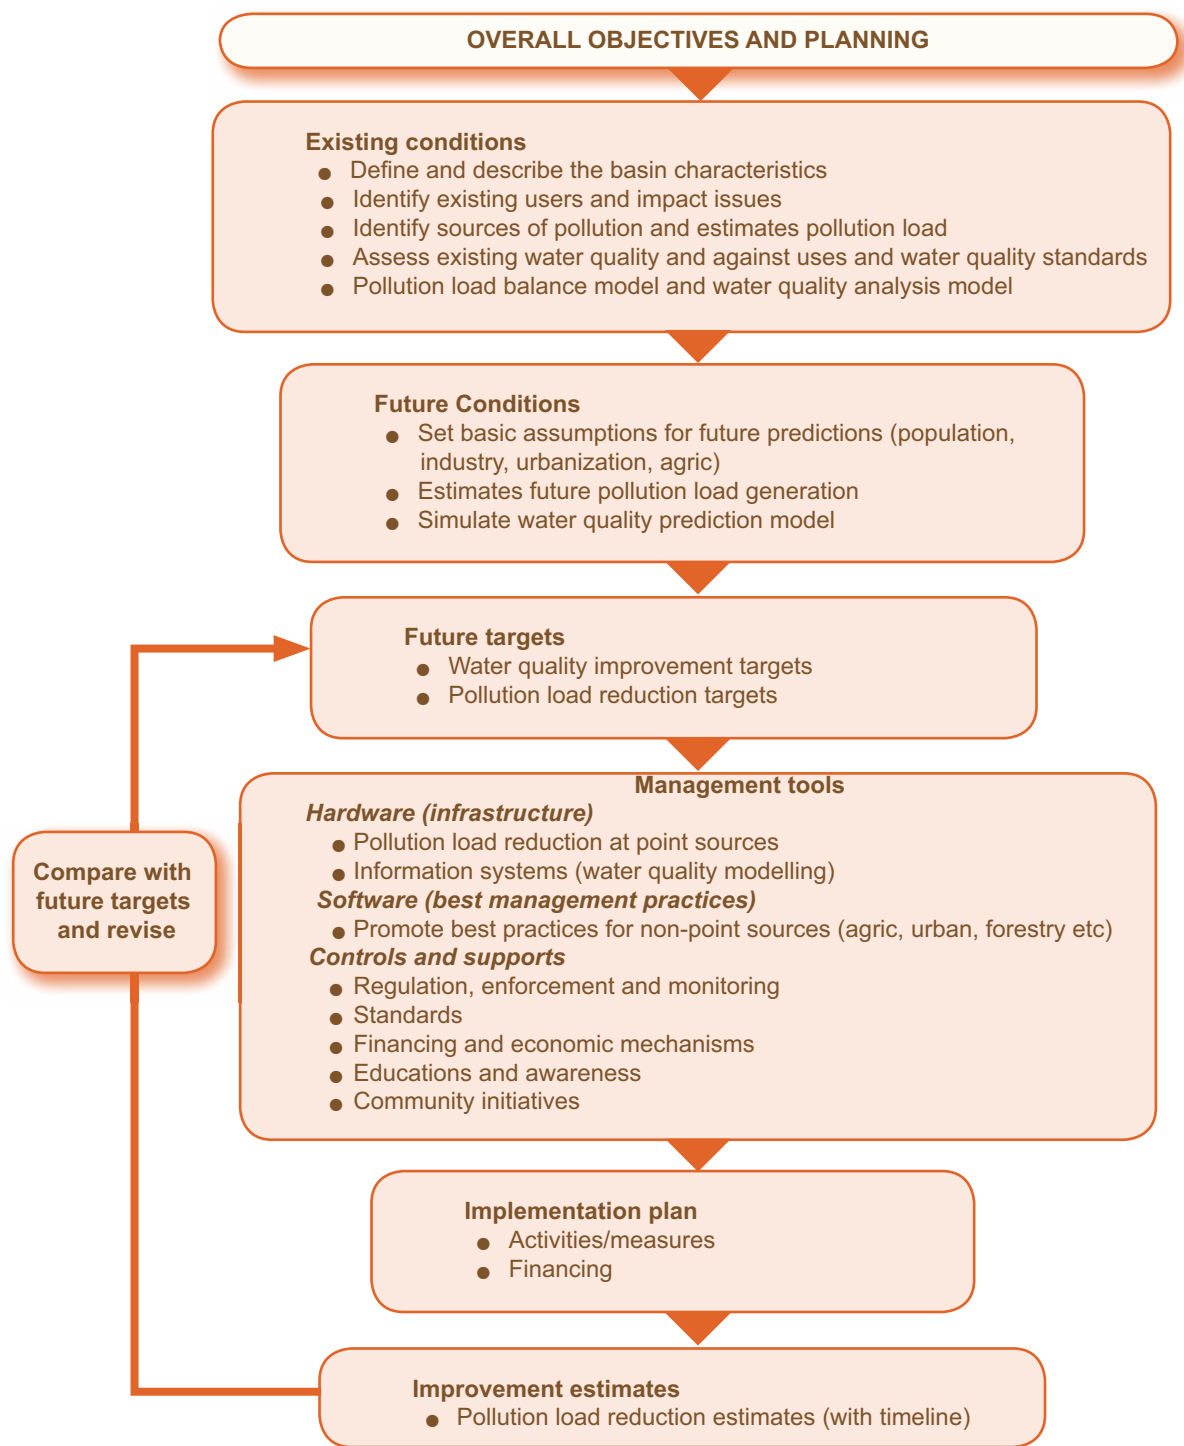 OVERALL OBJECTIVES AND PLANNING
Existing conditions
● Define and describe the basin characteristics
● Identify existing users and impact issues
● Identify sources of pollution and estimates pollution load
● Assess existing water quality and against uses and water quality standards
● Pollution load balance model and water quality analysis model
Future Conditions
● Set basic assumptions for future predictions (population,
industry, urbanization, agric)
● Estimates future pollution load generation
● Simulate water quality prediction model
Future targets
● Water quality improvement targets
● Pollution load reduction targets
Management tools
Hardware (infrastructure)
● Pollution load reduction at point sources
● Information systems (water quality modelling)
Software (best management practices)
● Promote best practices for non-point sources (agric, urban, forestry etc)
Controls and supports
● Regulation, enforcement and monitoring
● Standards
● Financing and economic mechanisms
● Educations and awareness
● Community initiatives
Compare with
future targets
and revise
Implementation plan
● Activities/measures
● Financing
Improvement estimates
● Pollution load reduction estimates (with timeline)